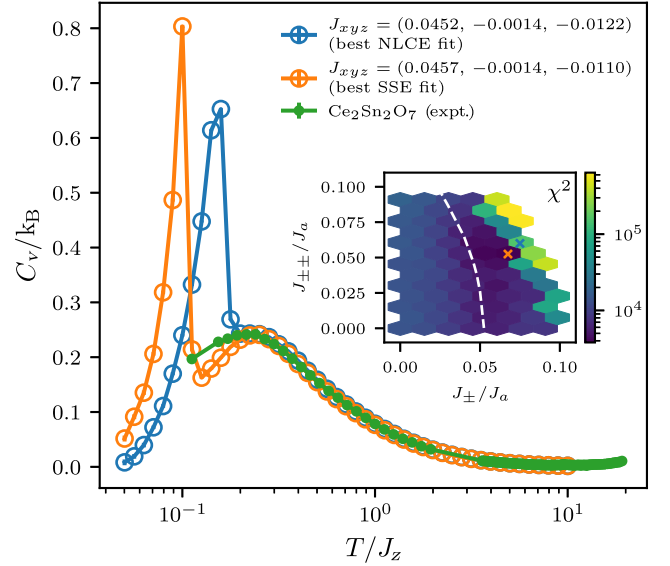 J_xyz = (0.0452, −0.0014, −0.0122)
(best NLCE fit)
J_xyz = (0.0457, −0.0014, −0.0110)
(best SSE fit)
Ce₂Sn₂O₇ (expt.)
0.8
0.7
0.6
0.5
0.4
0.3
0.2
0.1
0.0
C_v/k_B
10⁻¹
10⁰
10¹
T/J_z
χ²
0.100
0.075
0.050
0.025
0.000
J_±±/J_a
0.00
0.05
0.10
J_±/J_a
10⁵
10⁴